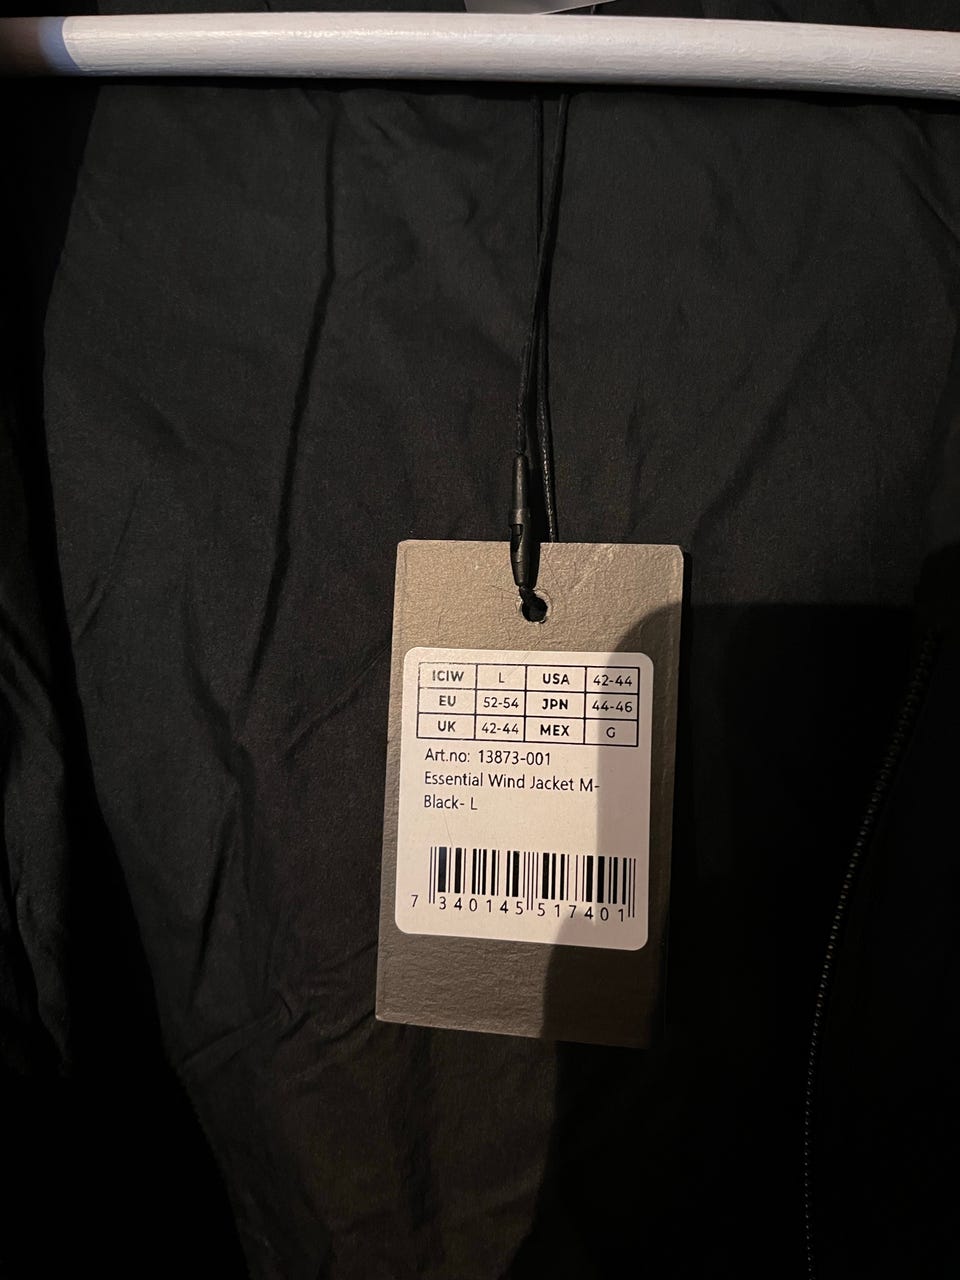 ICIW L USA 42-44
EU 52-54 JPN 44-46
UK 42-44 MEX G
Art.no: 13873-001
Essential Wind Jacket M-
Black- L
7 340145 517401